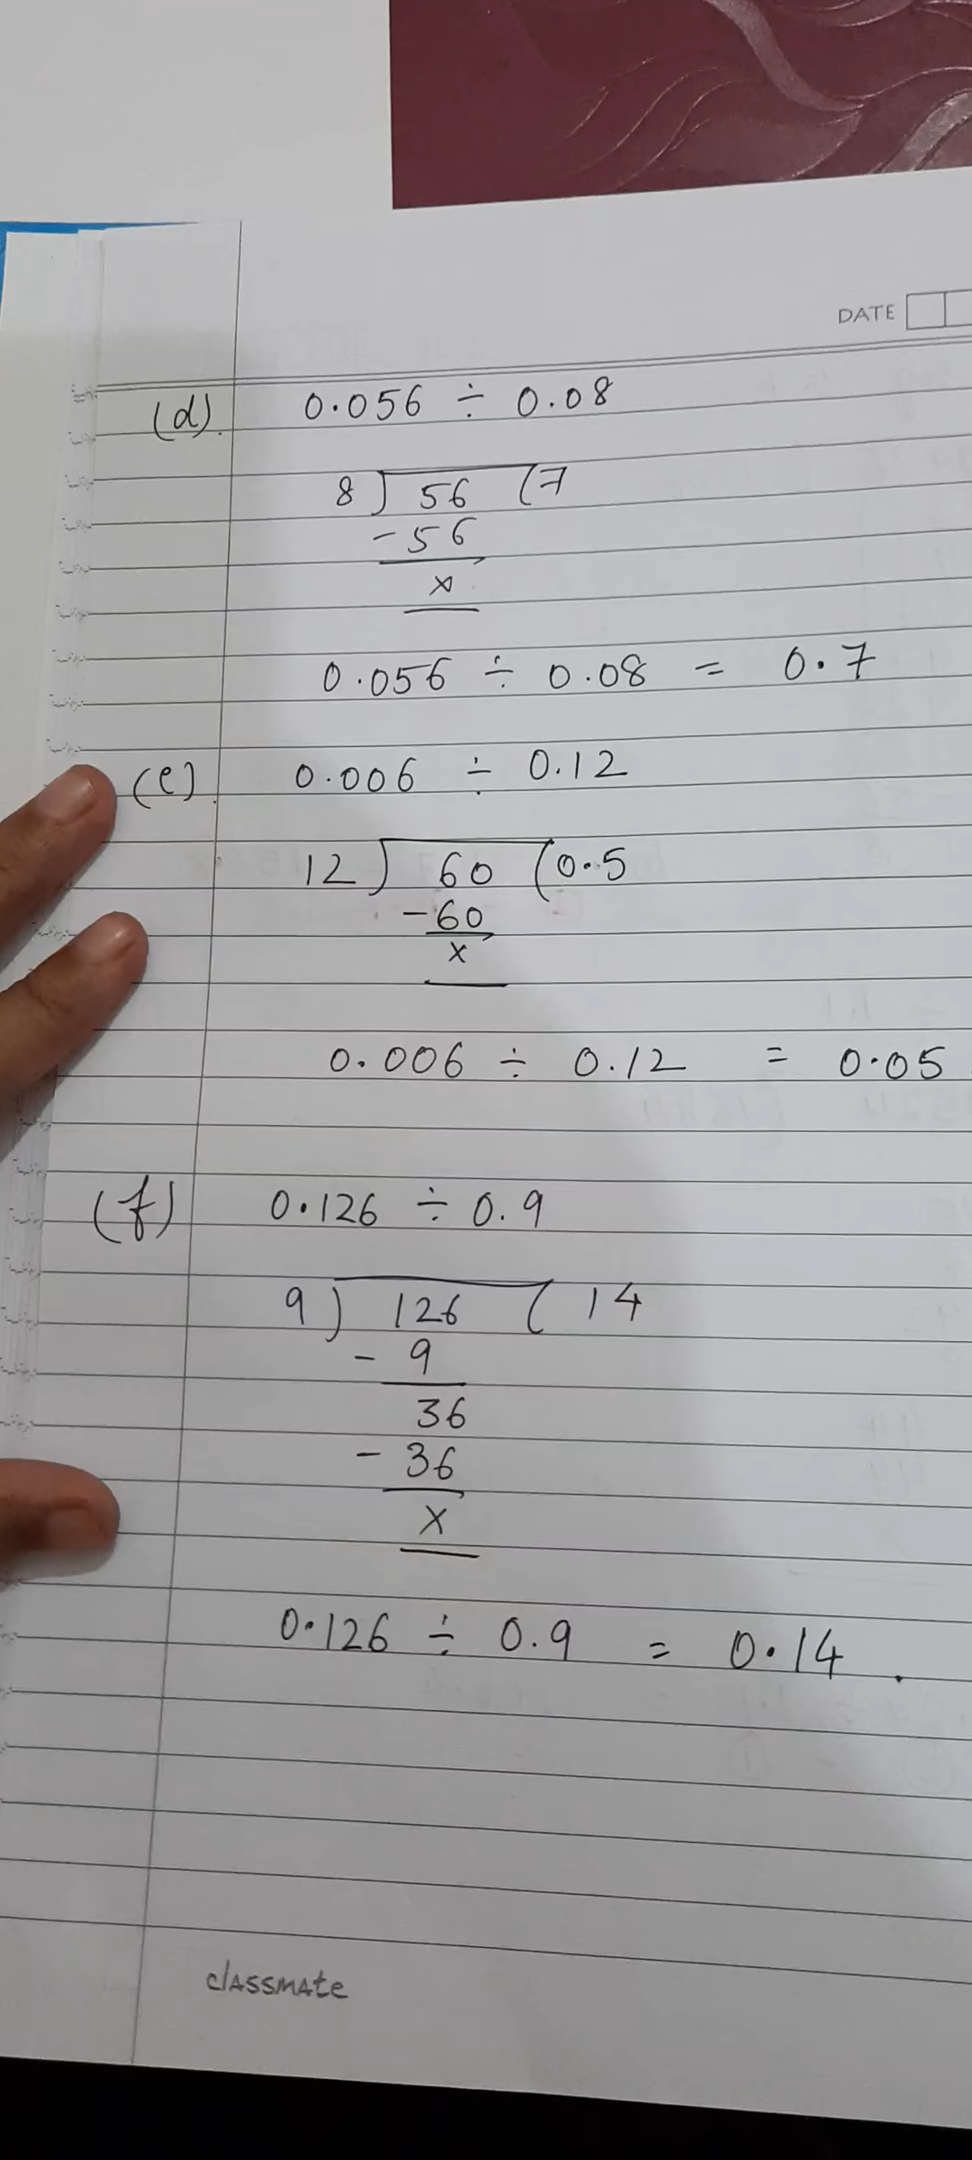 DATE
(d). 0.056 ÷ 0.08
8 ) 56 ( 7
- 56
x
0.056 ÷ 0.08 = 0.7
(e). 0.006 ÷ 0.12
12 ) 60 ( 0.5
- 60
x
0.006 ÷ 0.12 = 0.05
(f) 0.126 ÷ 0.9
9 ) 126 ( 14
- 9
36
- 36
x
0.126 ÷ 0.9 = 0.14 .
classmate